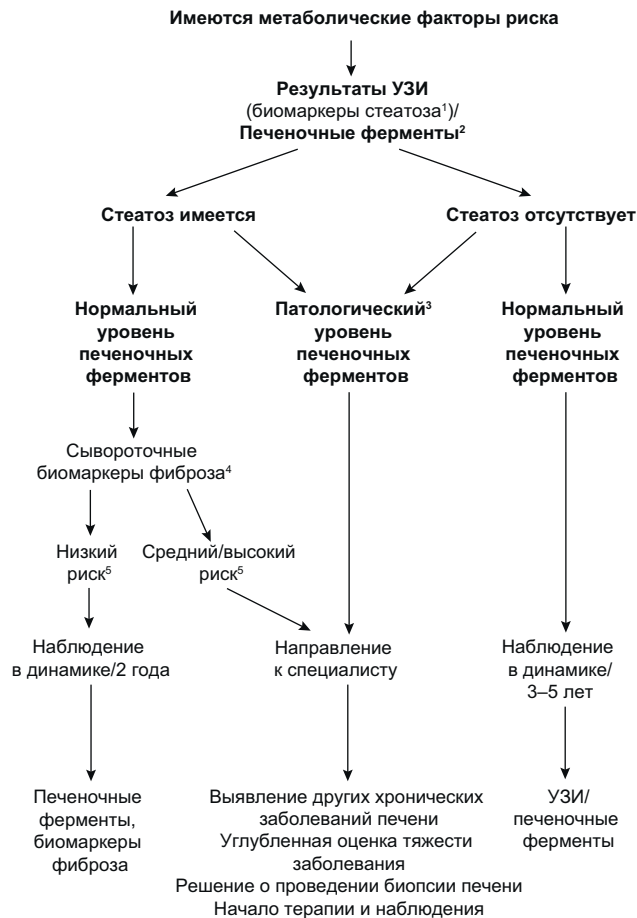 Имеются метаболические факторы риска
Результаты УЗИ
(биомаркеры стеатоза¹)/
Печеночные ферменты²
Стеатоз имеется
Стеатоз отсутствует
Нормальный
уровень
печеночных
ферментов
Патологический³
уровень
печеночных
ферментов
Нормальный
уровень
печеночных
ферментов
Сывороточные
биомаркеры фиброза⁴
Низкий
риск⁵
Средний/высокий
риск⁵
Наблюдение
в динамике/2 года
Направление
к специалисту
Наблюдение
в динамике/
3–5 лет
Печеночные
ферменты,
биомаркеры
фиброза
Выявление других хронических
заболеваний печени
Углубленная оценка тяжести
заболевания
Решение о проведении биопсии печени
Начало терапии и наблюдения
УЗИ/
печеночные
ферменты